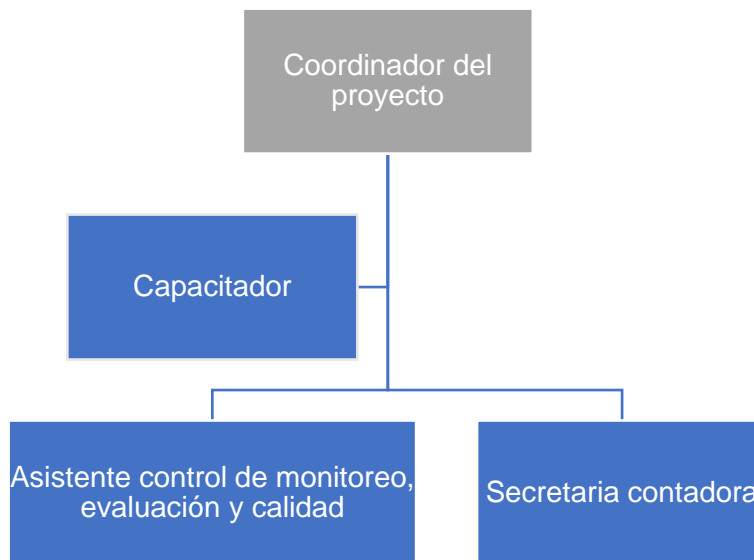 Coordinador del
proyecto
Capacitador
Asistente control de monitoreo,
evaluación y calidad
Secretaria contadora